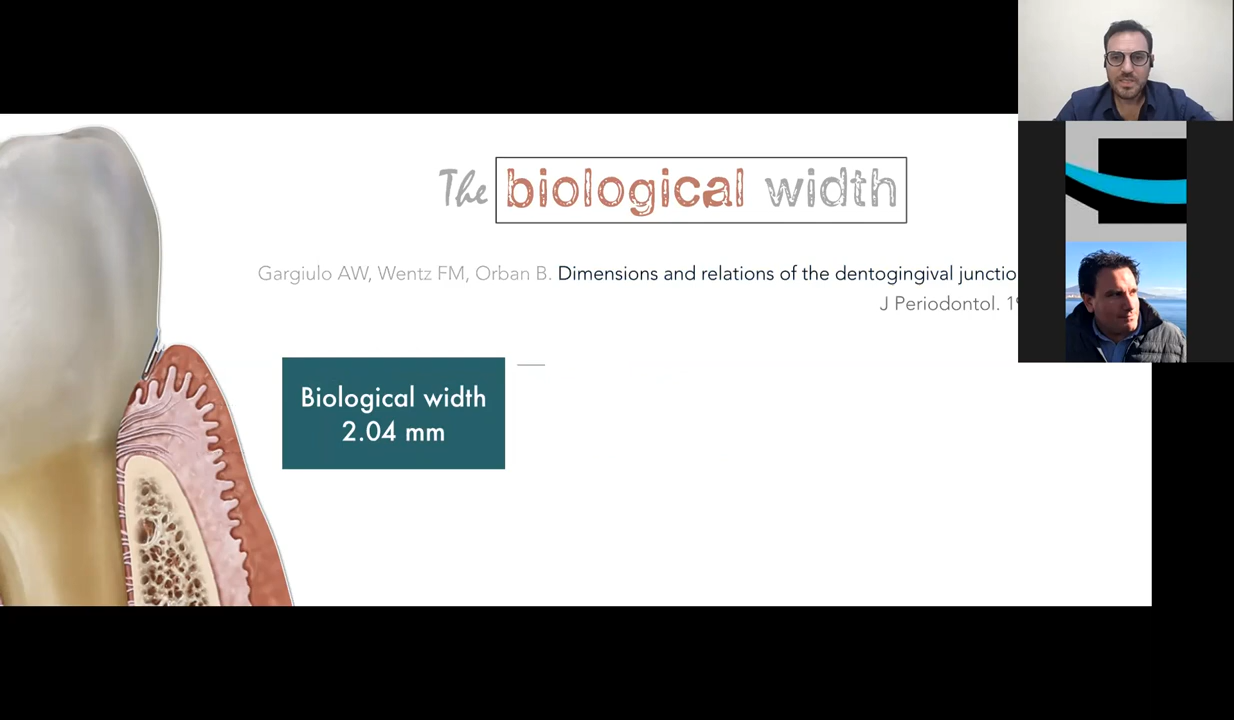 The biological width
Gargiulo AW, Wentz FM, Orban B. Dimensions and relations of the dentogingival
J Periodontol.
Biological width
2.04 mm